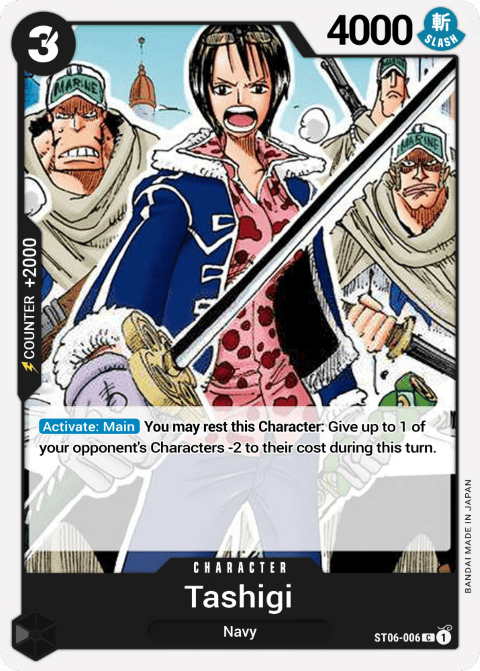 3
4000
斬
SLASH
MARINE
MARINE
COUNTER +2000
Activate: Main You may rest this Character: Give up to 1 of
your opponent's Characters -2 to their cost during this turn.
CHARACTER
Tashigi
Navy
ST06-006 C 1
BANDAI MADE IN JAPAN